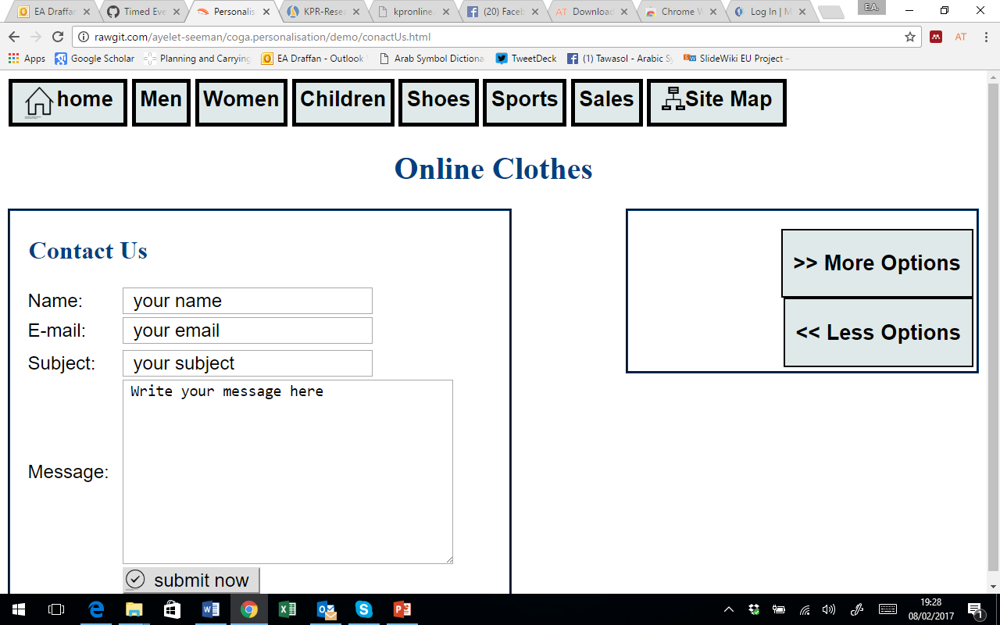 EA Draffan
Timed Eve
Personalis
KPR-Resea
kpronline.
(20) Faceb
AT Download
Chrome W
Log In | M
E.A.
rawgit.com/ayelet-seeman/coga.personalisation/demo/conactUs.html
AT
Apps
Google Scholar
Planning and Carrying
EA Draffan - Outlook
Arab Symbol Dictiona
TweetDeck
(1) Tawasol - Arabic Sy
SlideWiki EU Project –
home Men Women Children Shoes Sports Sales Site Map
Online Clothes
Contact Us
>> More Options
<< Less Options
Name: your name
E-mail: your email
Subject: your subject
Message: Write your message here
submit now
19:28
08/02/2017
1